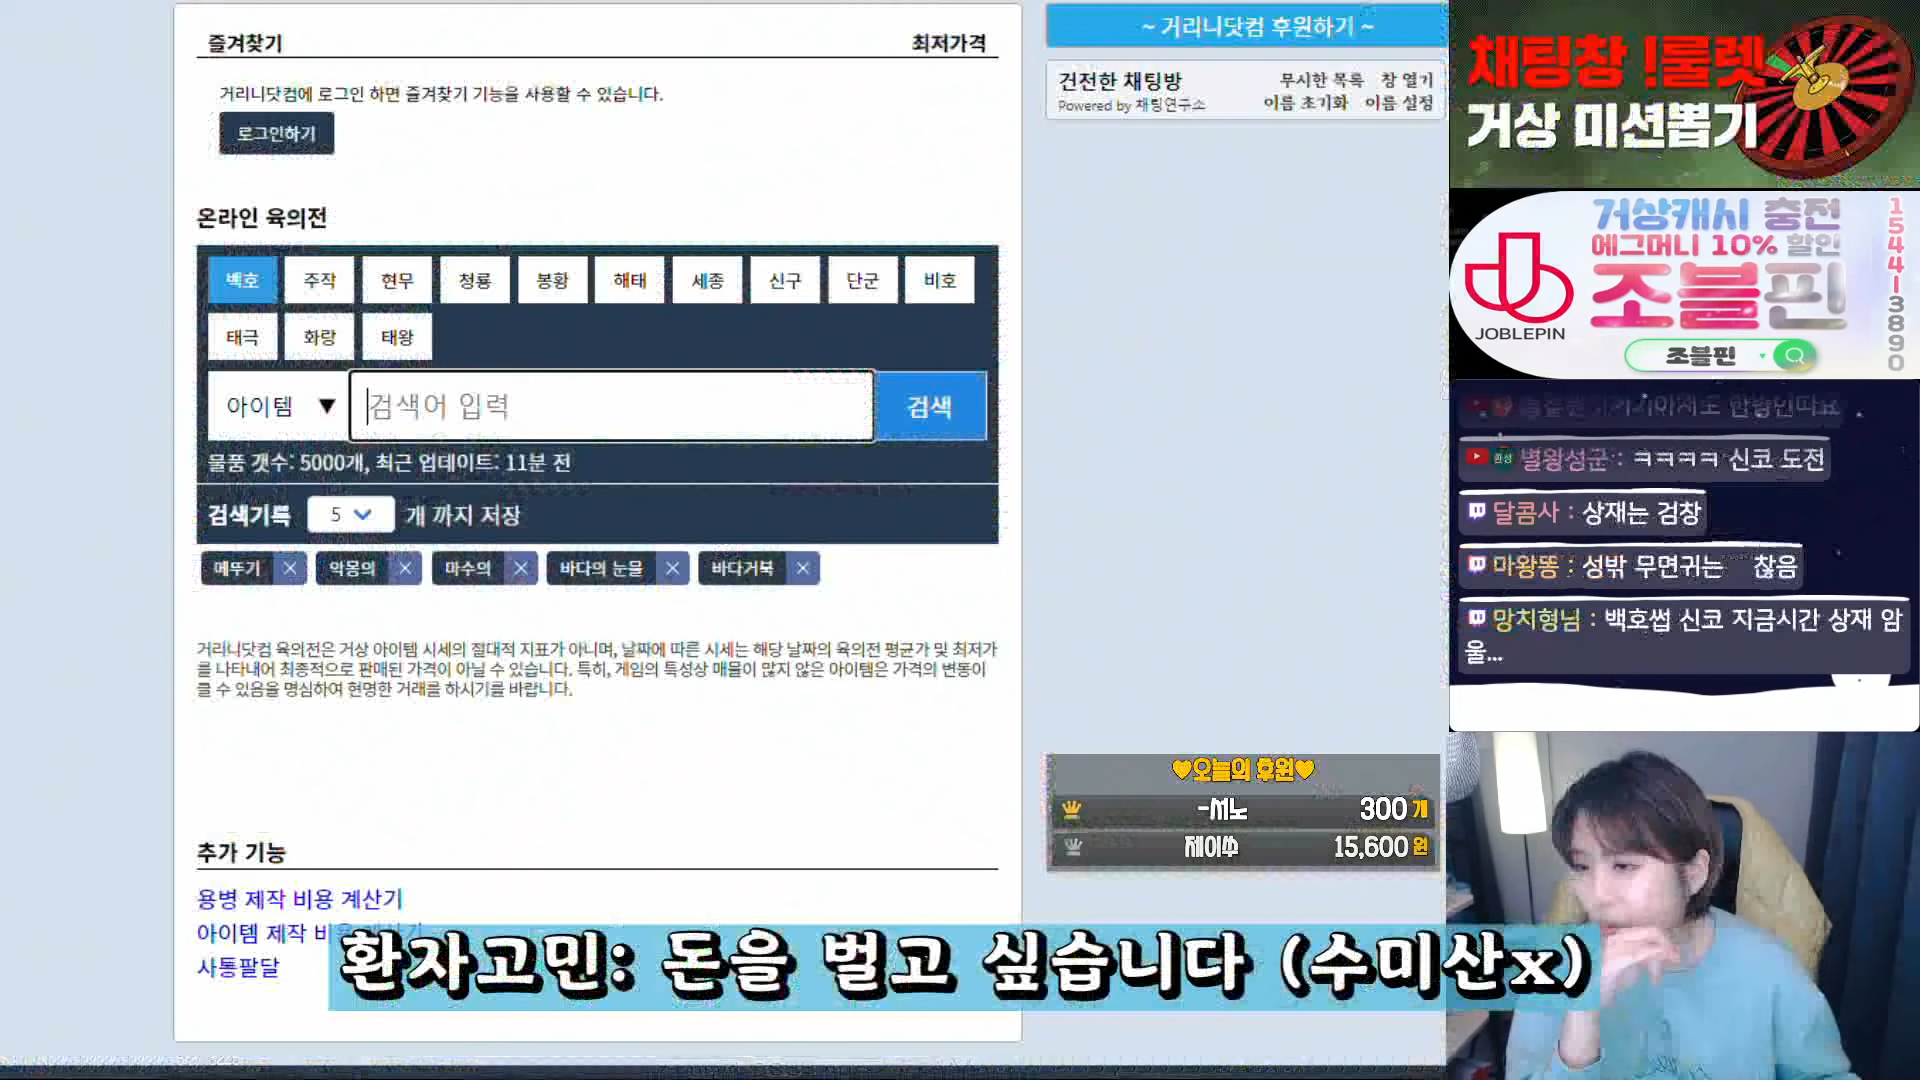 즐겨찾기 최저가격
거리니닷컴에 로그인 하면 즐겨찾기 기능을 사용할 수 있습니다.
로그인하기
온라인 육의전
백호 주작 현무 청룡 봉황 해태 세종 신구 단군 비호
태극 화랑 태왕
아이템 ▼ 검색어 입력 검색
물품 갯수: 5000개, 최근 업데이트: 11분 전
검색기록 5 개 까지 저장
메뚜기 × 악몽의 × 마수의 × 바다의 눈물 × 바다거북 ×
거리니닷컴 육의전은 거상 아이템 시세의 절대적 지표가 아니며, 날짜에 따른 시세는 해당 날짜의 육의전 평균가 및 최저가
를 나타내어 최종적으로 판매된 가격이 아닐 수 있습니다. 특히, 게임의 특성상 매물이 많지 않은 아이템은 가격의 변동이
클 수 있음을 명심하여 현명한 거래를 하시기를 바랍니다.
추가 기능
용병 제작 비용 계산기
아이템 제작 비
사통팔달
~ 거리니닷컴 후원하기 ~
건전한 채팅방 무시한 목록 창 열기
Powered by 채팅연구소 이름 초기화 이름 설정
♥오늘의 후원♥
-서노 300개
제이쑤 15,600원
환자고민: 돈을 벌고 싶습니다 (수미산x)
채팅창 !룰렛
거상 미션뽑기
거상캐시 충전
에그머니 10% 할인
조블핀
JOBLEPIN
조블핀
1544-3890
별왕성군 : ㅋㅋㅋㅋ 신코 도전
달콤사 : 상재는 검창
마왕똥 : 성밖 무면귀는 찮음
망치형님 : 백호썹 신코 지금시간 상재 암
울...